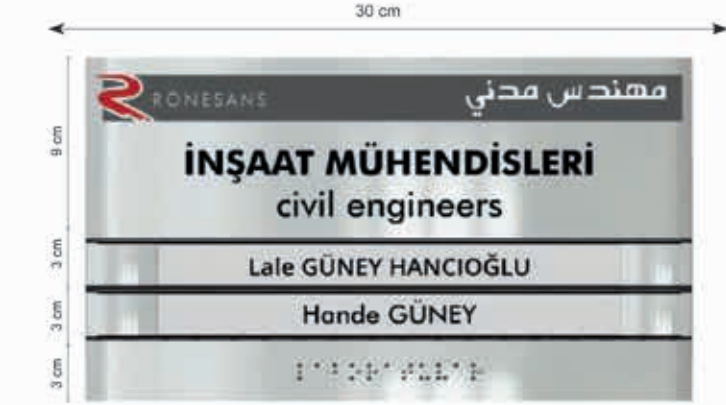 30 cm
RÖNESANS مهندس مدني
9 cm
İNŞAAT MÜHENDİSLERİ
civil engineers
3 cm
Lale GÜNEY HANCIOĞLU
3 cm
Hande GÜNEY
3 cm